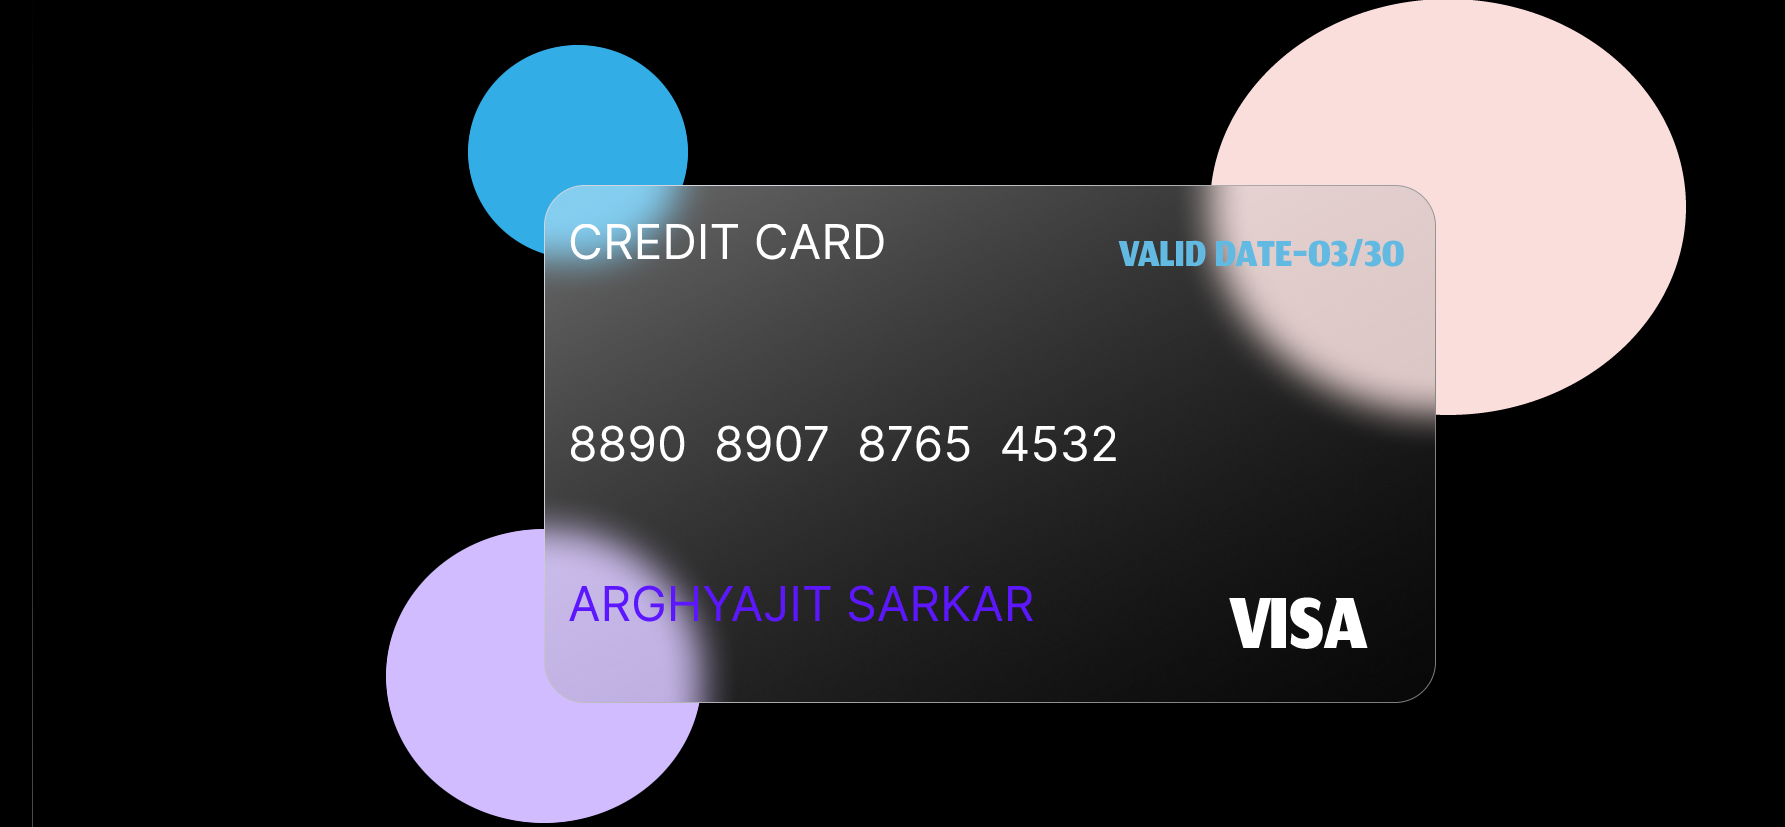 CREDIT CARD
VALID DATE-03/30
8890 8907 8765 4532
ARGHYAJIT SARKAR
VISA